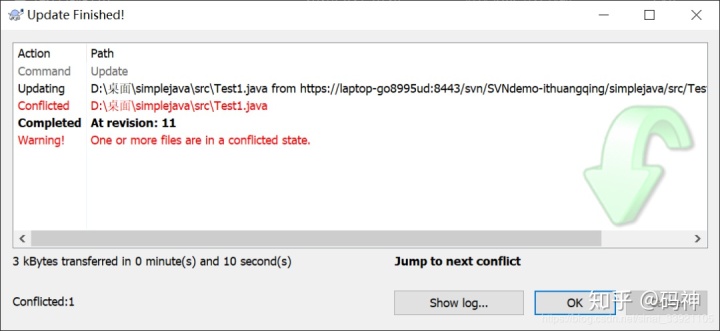 Update Finished!
Action Path
Command Update
Updating D:\桌面\simplejava\src\Test1.java from https://laptop-go8995ud:8443/svn/SVNdemo-ithuangqing/simplejava/src/Tes
Conflicted D:\桌面\simplejava\src\Test1.java
Completed At revision: 11
Warning! One or more files are in a conflicted state.
3 kBytes transferred in 0 minute(s) and 10 second(s)
Jump to next conflict
Conflicted:1
Show log...
OK
知乎 @码神